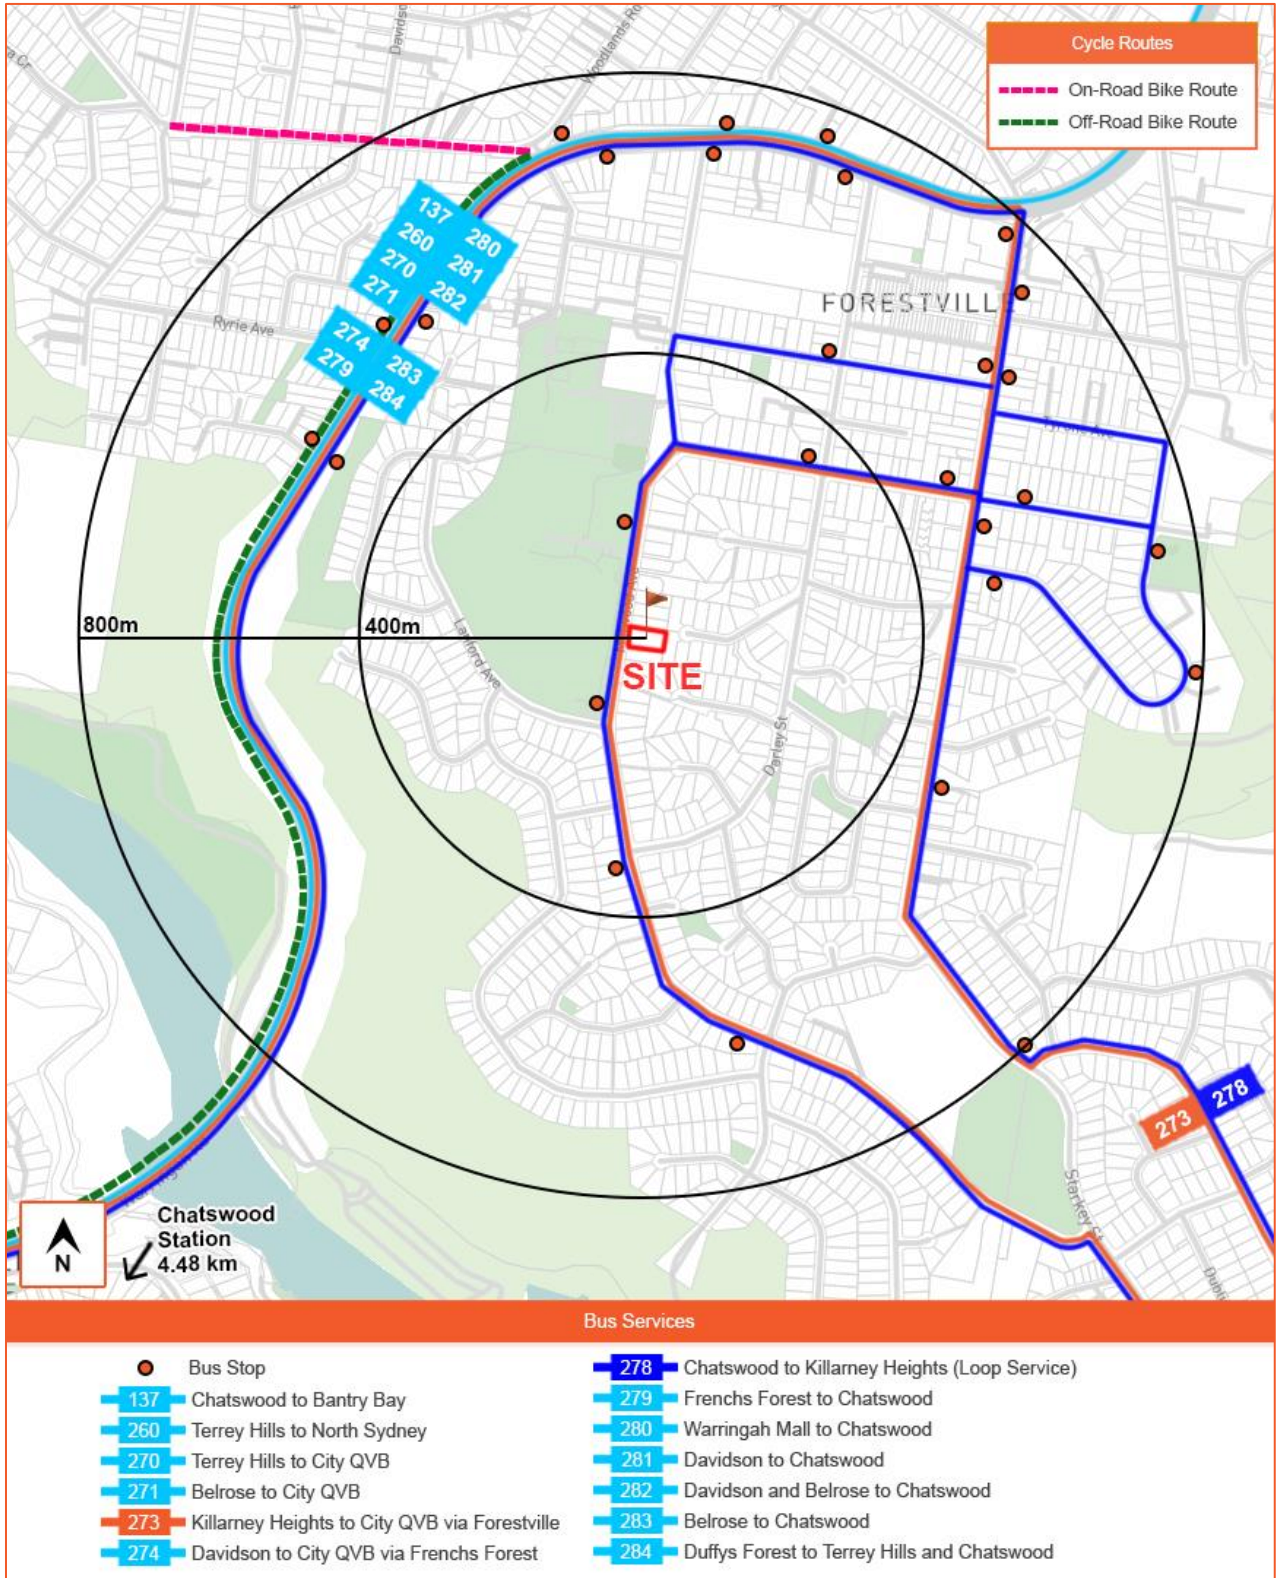 Cycle Routes
On-Road Bike Route
Off-Road Bike Route
Woodlands Ro
137
260
270
271
280
281
282
274
279
283
284
FORESTVILLE
Ryrie Ave
Tyrone Ave
800m
400m
SITE
Lanford Ave
Darley St
278
273
Starkey St
Chatswood
Station
4.48 km
N
Bus Services
Bus Stop
137 Chatswood to Bantry Bay
260 Terrey Hills to North Sydney
270 Terrey Hills to City QVB
271 Belrose to City QVB
273 Killarney Heights to City QVB via Forestville
274 Davidson to City QVB via Frenchs Forest
278 Chatswood to Killarney Heights (Loop Service)
279 Frenchs Forest to Chatswood
280 Warringah Mall to Chatswood
281 Davidson to Chatswood
282 Davidson and Belrose to Chatswood
283 Belrose to Chatswood
284 Duffys Forest to Terrey Hills and Chatswood